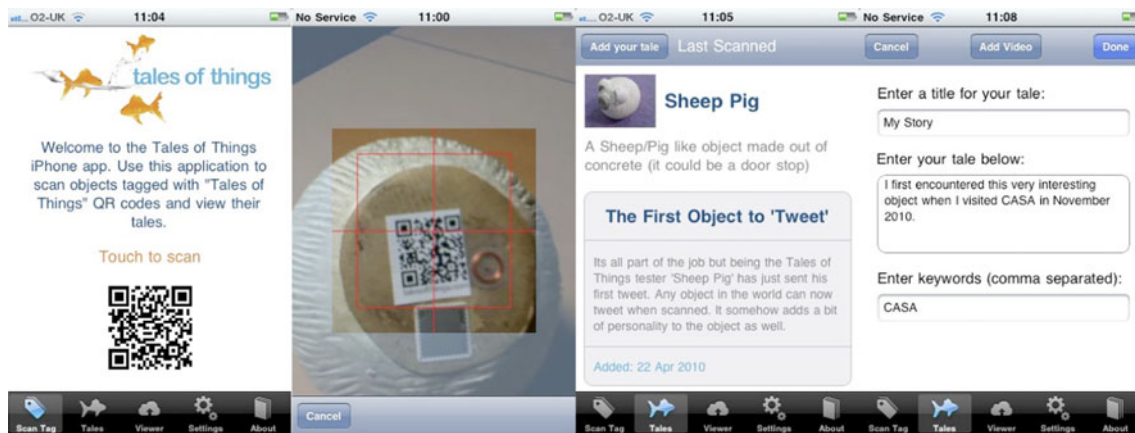 O2-UK 11:04
tales of things
Welcome to the Tales of Things
iPhone app. Use this application to
scan objects tagged with "Tales of
Things" QR codes and view their
tales.
Touch to scan
Scan Tag Tales Viewer Settings About
No Service 11:00
Cancel
O2-UK 11:05
Add your tale Last Scanned
Sheep Pig
A Sheep/Pig like object made out of
concrete (it could be a door stop)
The First Object to 'Tweet'
Its all part of the job but being the Tales of
Things tester 'Sheep Pig' has just sent his
first tweet. Any object in the world can now
tweet when scanned. It somehow adds a bit
of personality to the object as well.
Added: 22 Apr 2010
Scan Tag Tales Viewer Settings About
No Service 11:08
Cancel Add Video Done
Enter a title for your tale:
My Story
Enter your tale below:
I first encountered this very interesting
object when I visited CASA in November
2010.
Enter keywords (comma separated):
CASA
Scan Tag Tales Viewer Settings About